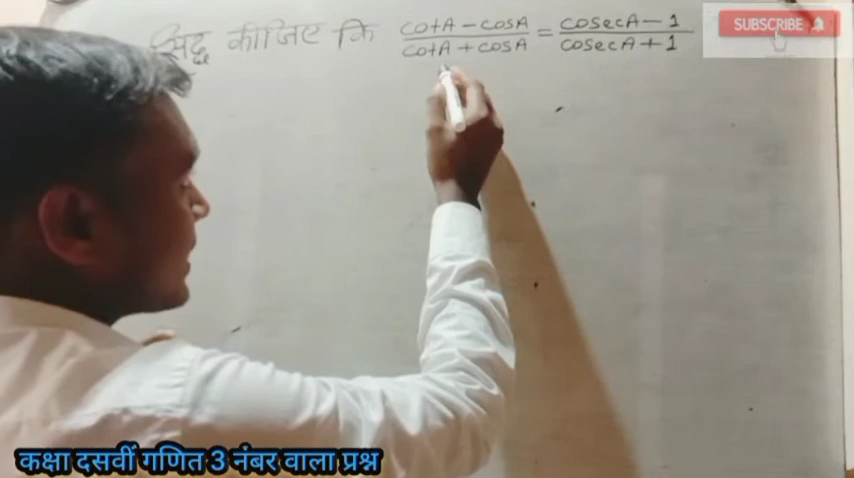 सिद्ध कीजिए कि cotA - cosA / cotA + cosA = cosecA - 1 / cosecA + 1
SUBSCRIBE
कक्षा दसवीं गणित 3 नंबर वाला प्रश्न